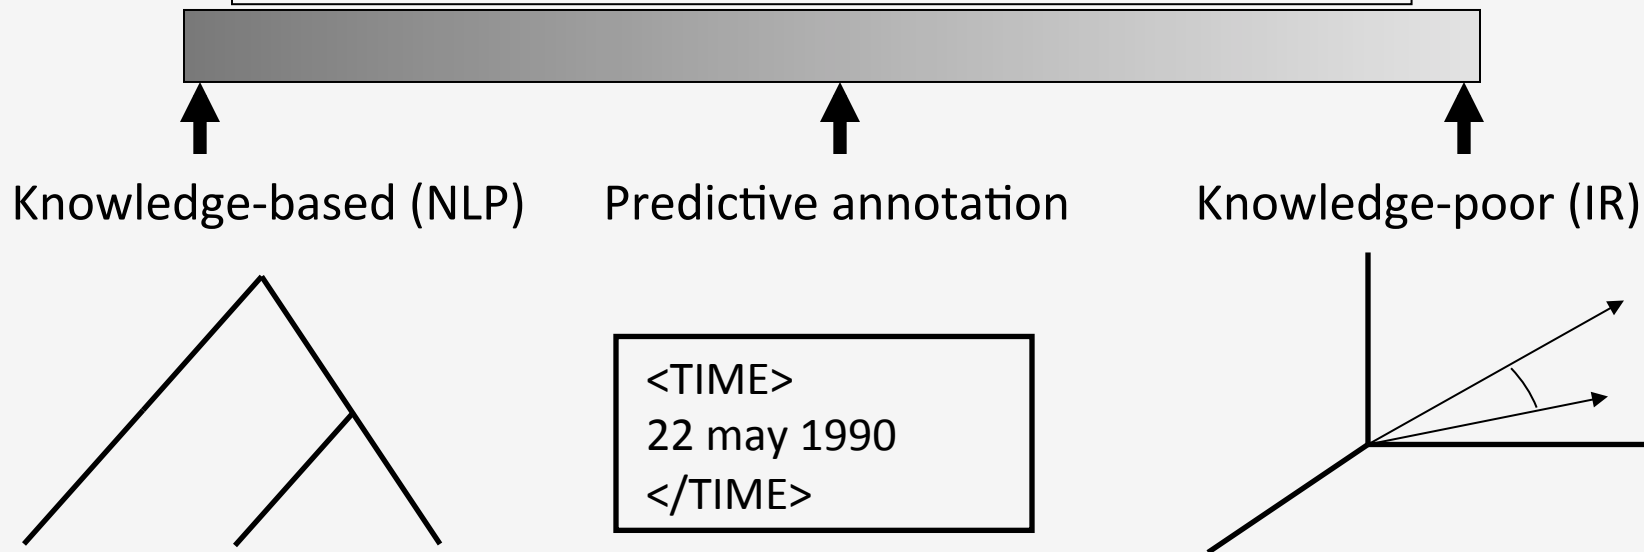 Knowledge-based (NLP) Predictive annotation Knowledge-poor (IR)
<TIME>
22 may 1990
</TIME>